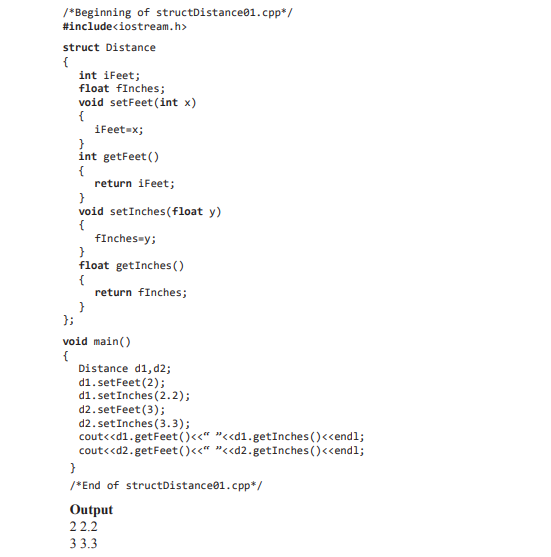 /*Beginning of structDistance01.cpp*/
#include<iostream.h>
struct Distance
{
int iFeet;
float fInches;
void setFeet(int x)
{
iFeet=x;
}
int getFeet()
{
return iFeet;
}
void setInches(float y)
{
fInches=y;
}
float getInches()
{
return fInches;
}
};
void main()
{
Distance d1,d2;
d1.setFeet(2);
d1.setInches(2.2);
d2.setFeet(3);
d2.setInches(3.3);
cout<<d1.getFeet()<<“ ”<<d1.getInches()<<endl;
cout<<d2.getFeet()<<“ ”<<d2.getInches()<<endl;
}
/*End of structDistance01.cpp*/
Output
2 2.2
3 3.3